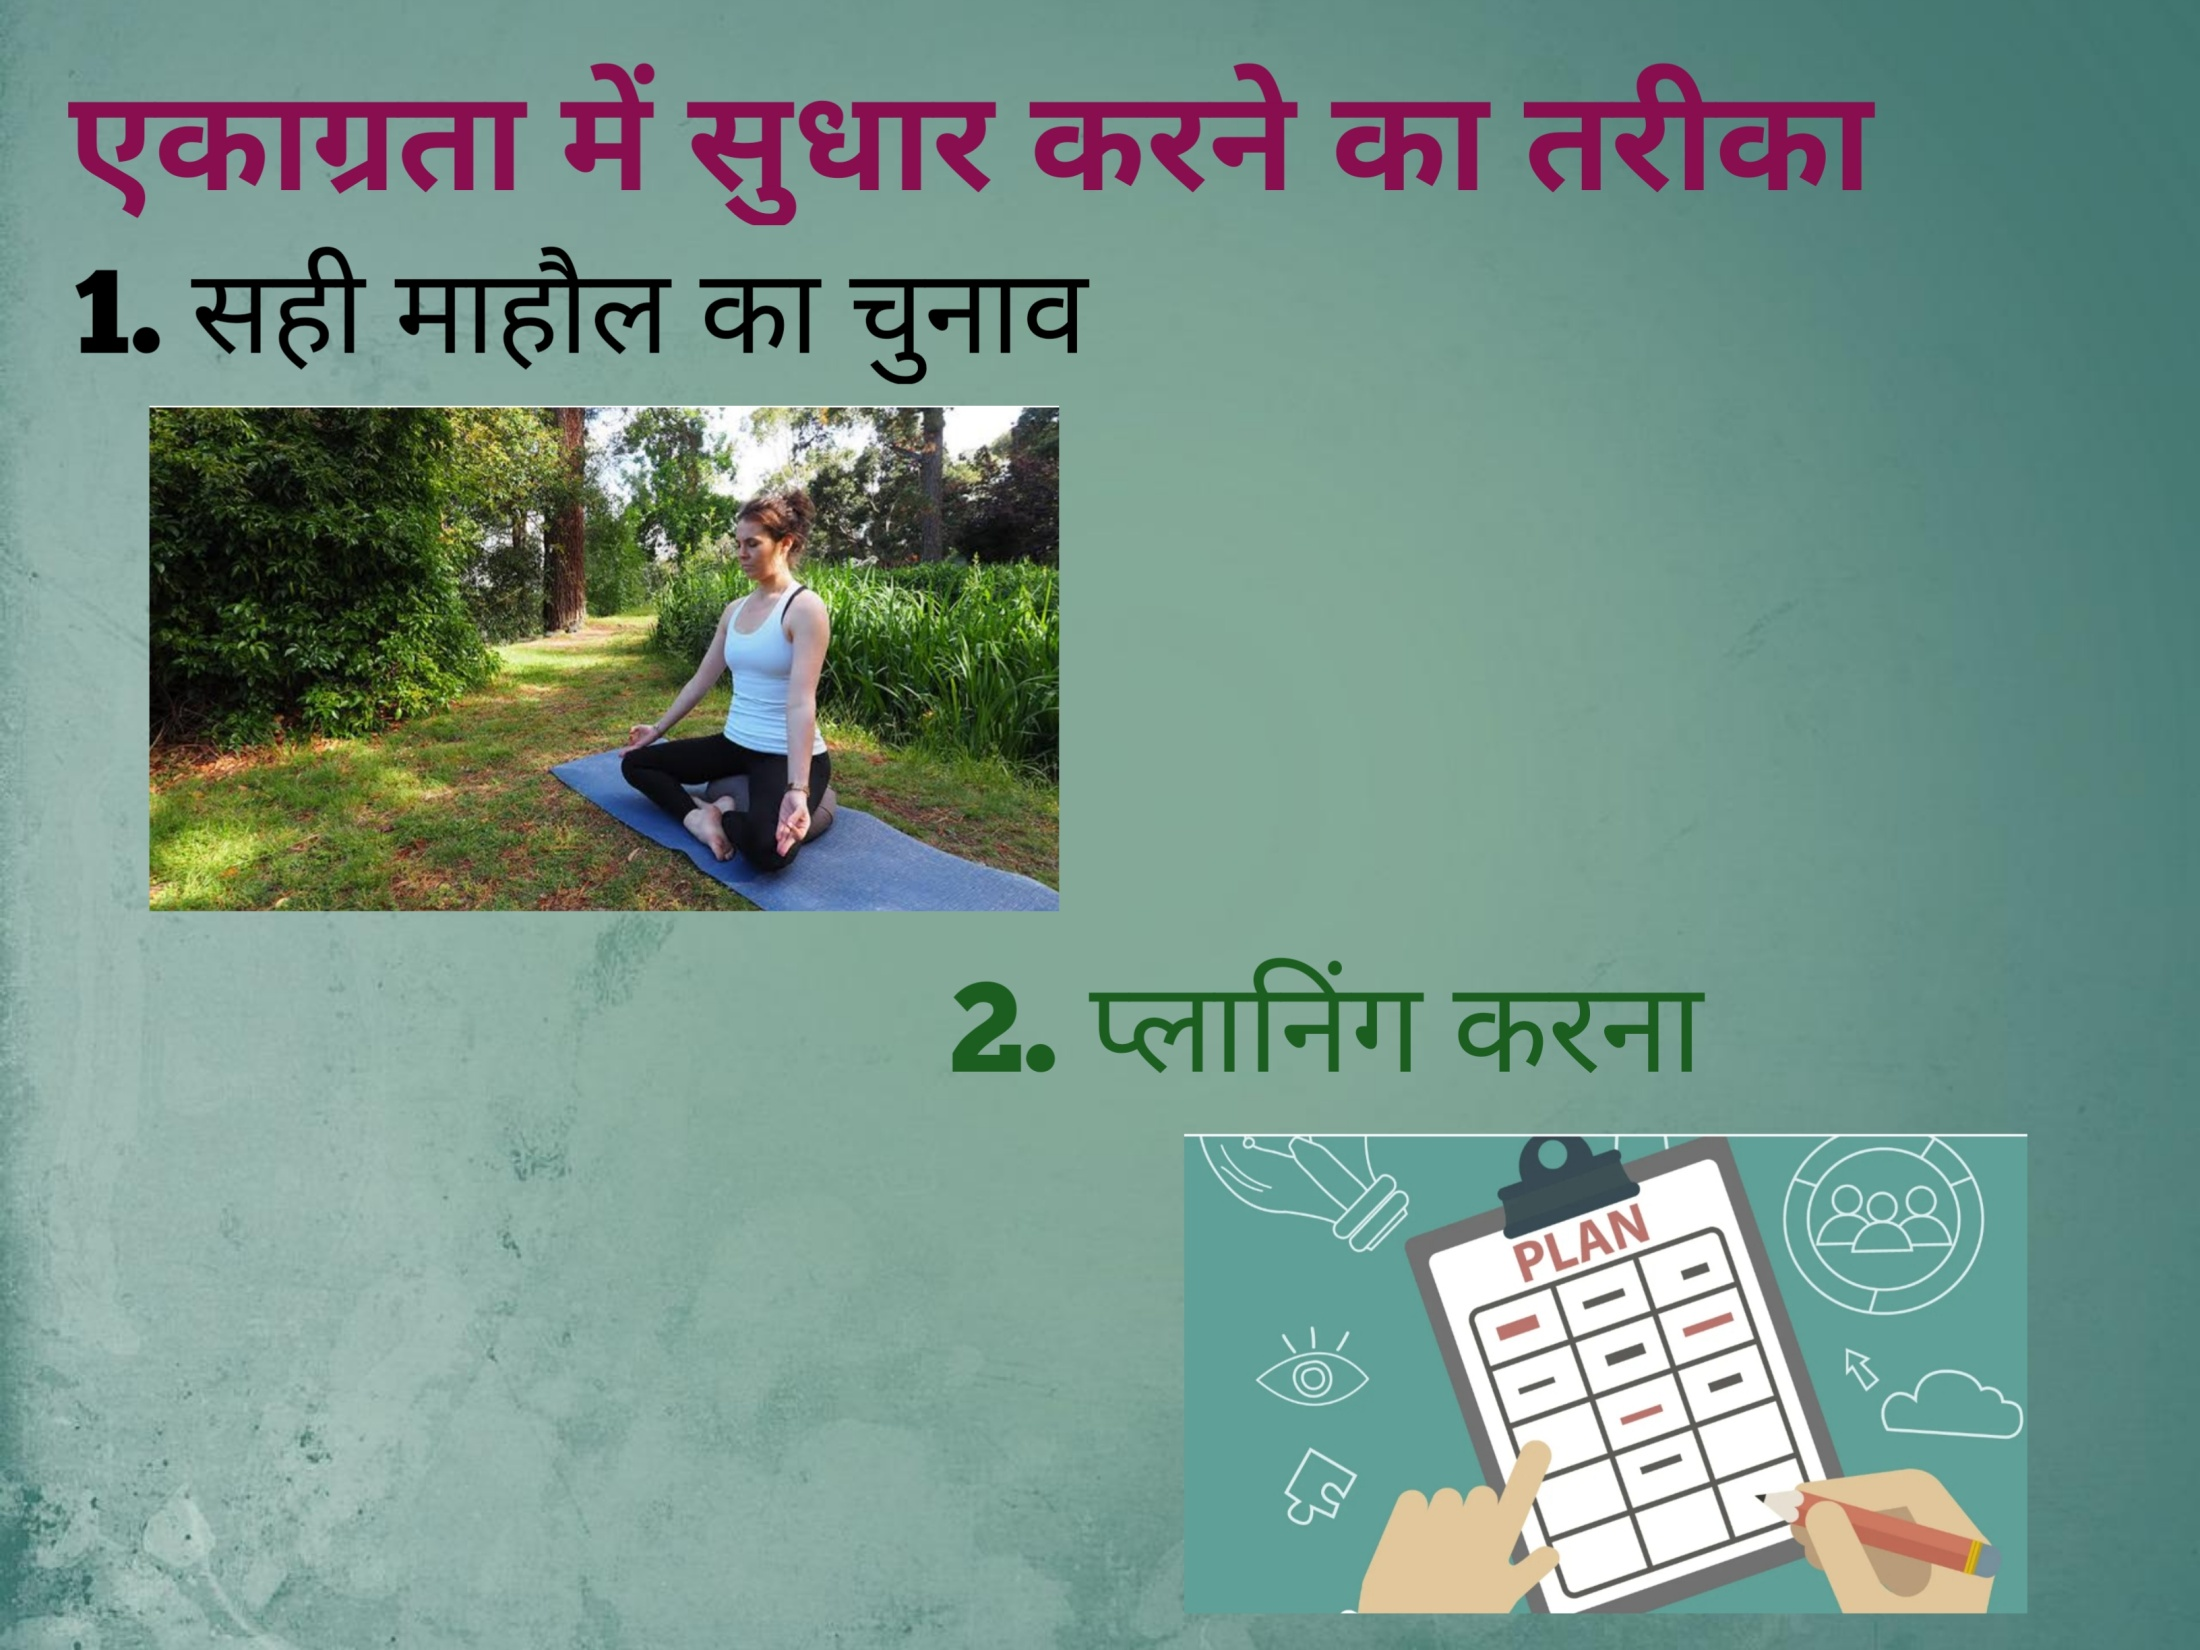 एकाग्रता में सुधार करने का तरीका
1. सही माहौल का चुनाव
2. प्लानिंग करना
PLAN